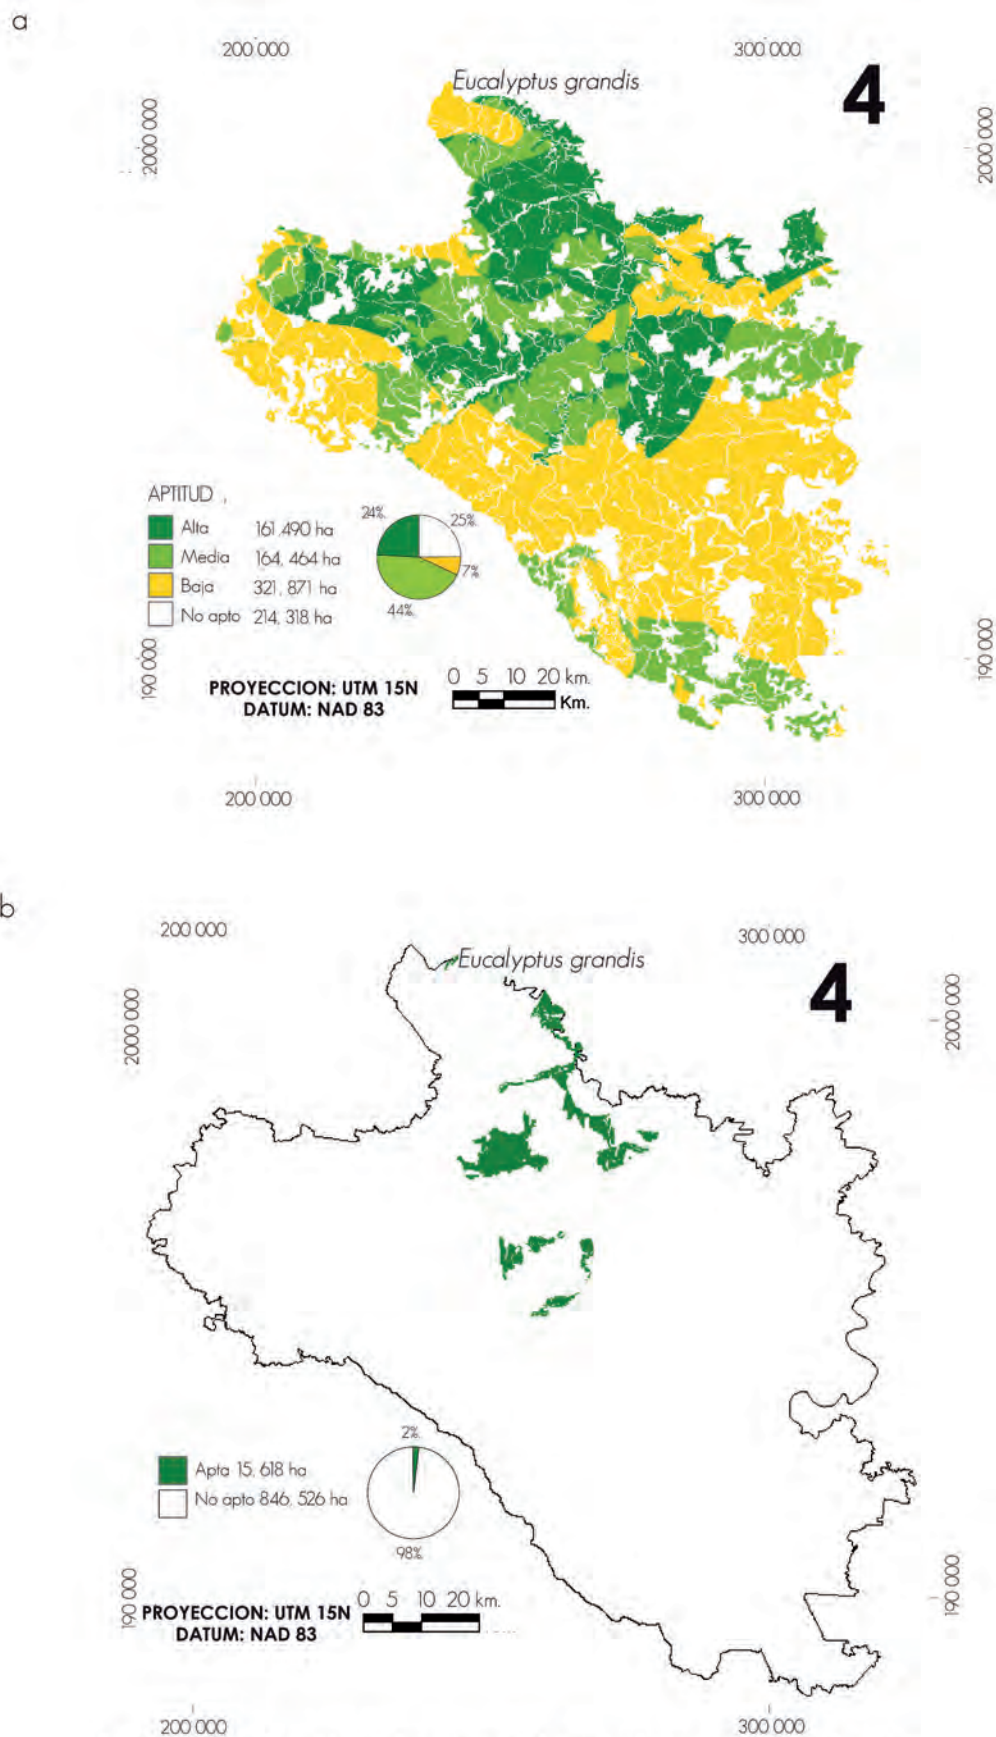 a
200 000 300 000
Eucalyptus grandis
4
2000 000 2000 000
APTITUD
Alta 161.490 ha
Media 164, 464 ha
Baja 321, 871 ha
No apto 214, 318 ha
24%
25%
7%
44%
190 000 190 000
PROYECCION: UTM 15N
DATUM: NAD 83
0 5 10 20 km.
Km.
200 000 300 000
b
200 000 300 000
Eucalyptus grandis
4
2000 000 2000 000
Apta 15, 618 ha
No apto 846, 526 ha
2%
98%
190 000 190 000
PROYECCION: UTM 15N
DATUM: NAD 83
0 5 10 20 km.
200 000 300 000